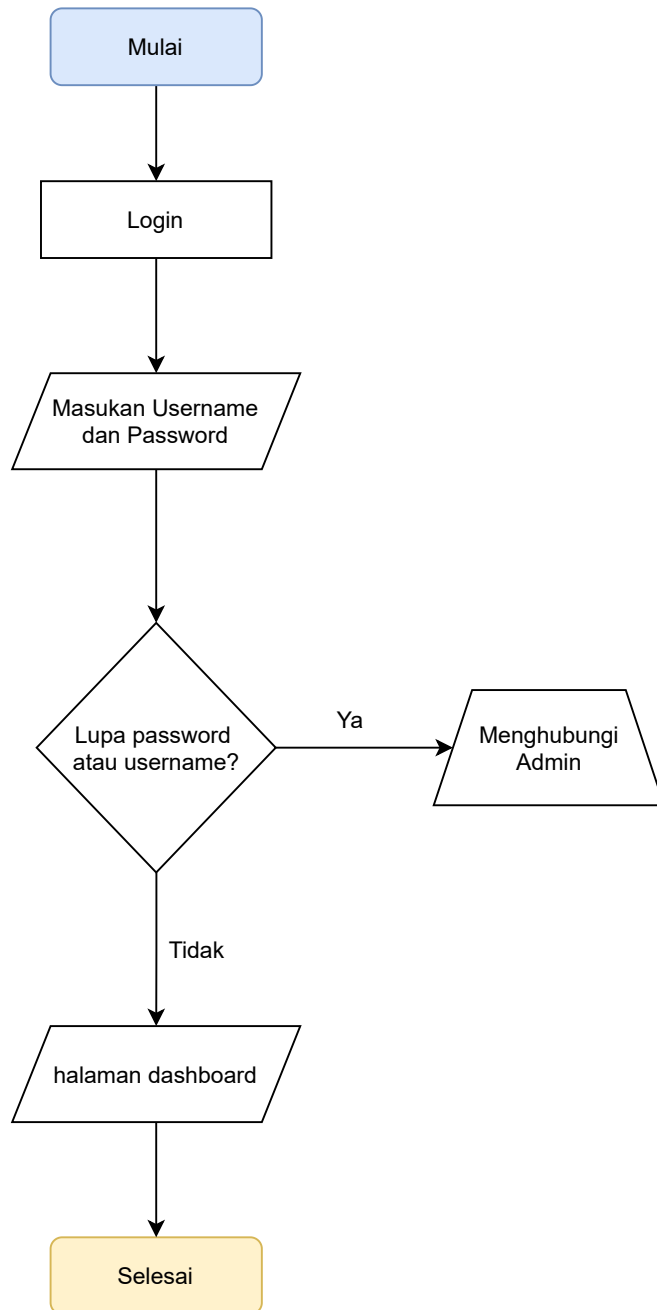 Mulai
Login
Masukan Username
dan Password
Lupa password
atau username?
Ya
Menghubungi
Admin
Tidak
halaman dashboard
Selesai